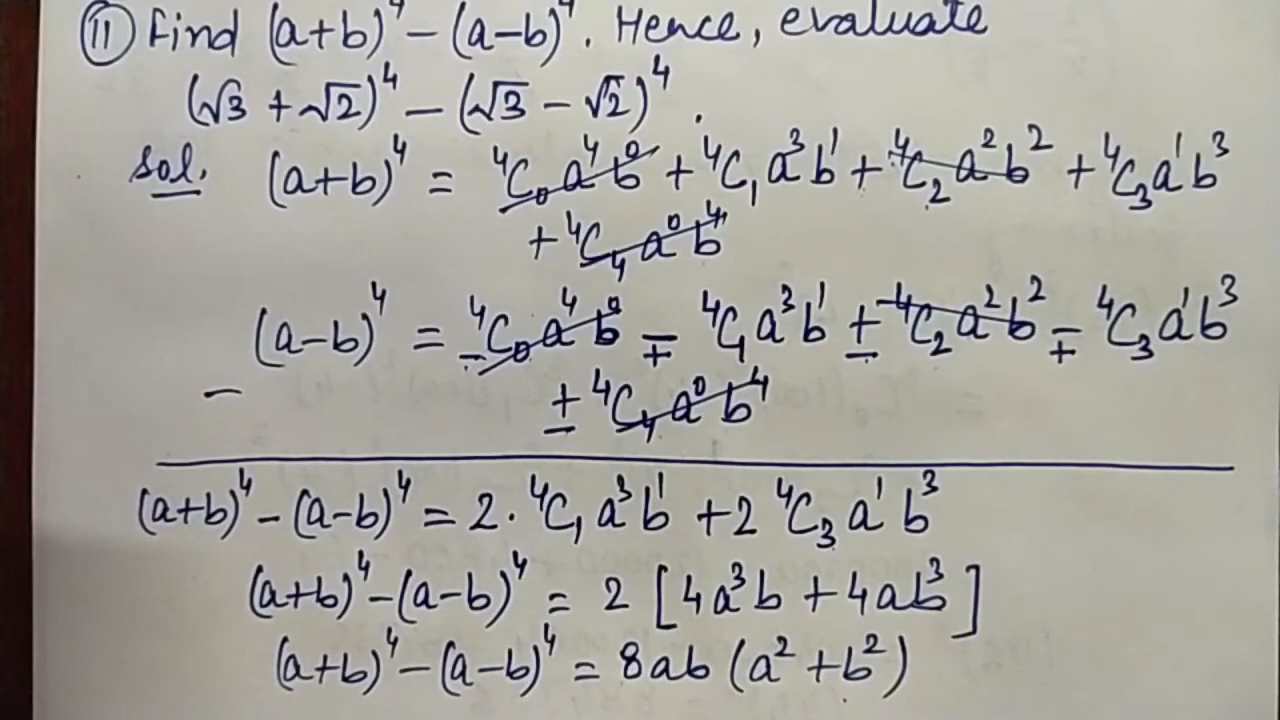 ⑪ Find (a+b)⁴ − (a−b)⁴. Hence, evaluate
(√3 + √2)⁴ − (√3 − √2)⁴.
Sol. (a+b)⁴ = ⁴C₀a⁴b⁰ + ⁴C₁a³b¹ + ⁴C₂a²b² + ⁴C₃a¹b³
+ ⁴C₄a⁰b⁴
(a−b)⁴ = ⁴C₀a⁴b⁰ − ⁴C₁a³b¹ + ⁴C₂a²b² − ⁴C₃a¹b³
− + ⁴C₄a⁰b⁴
(a+b)⁴ − (a−b)⁴ = 2·⁴C₁a³b¹ + 2 ⁴C₃a¹b³
(a+b)⁴ − (a−b)⁴ = 2 [4a³b + 4ab³]
(a+b)⁴ − (a−b)⁴ = 8ab (a² + b²)